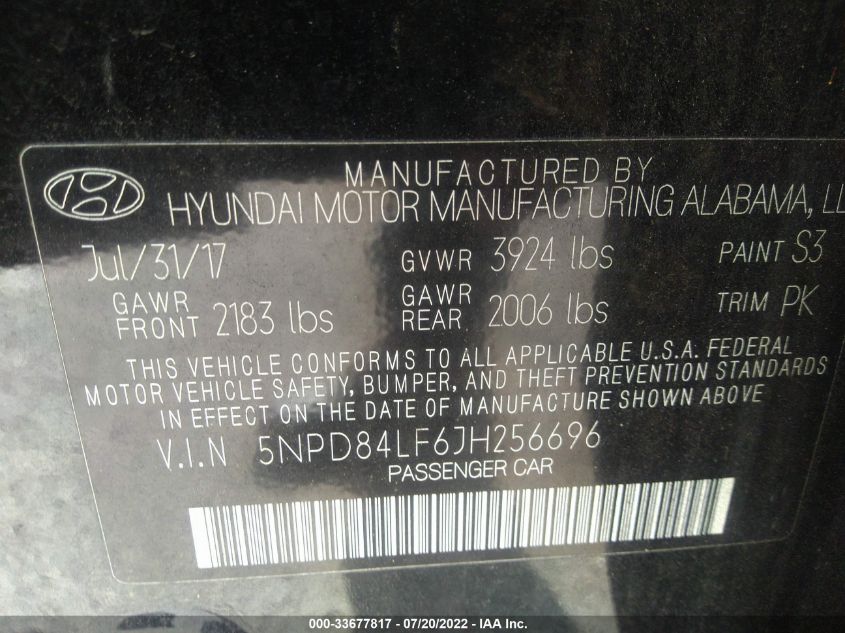 MANUFACTURED BY
HYUNDAI MOTOR MANUFACTURING ALABAMA, LL
Jul/31/17 GVWR 3924 lbs PAINT S3
GAWR FRONT 2183 lbs GAWR REAR 2006 lbs TRIM PK
THIS VEHICLE CONFORMS TO ALL APPLICABLE U.S.A. FEDERAL
MOTOR VEHICLE SAFETY, BUMPER, AND THEFT PREVENTION STANDARDS
IN EFFECT ON THE DATE OF MANUFACTURE SHOWN ABOVE
V.I.N 5NPD84LF6JH256696
PASSENGER CAR
000-33677817 - 07/20/2022 - IAA Inc.